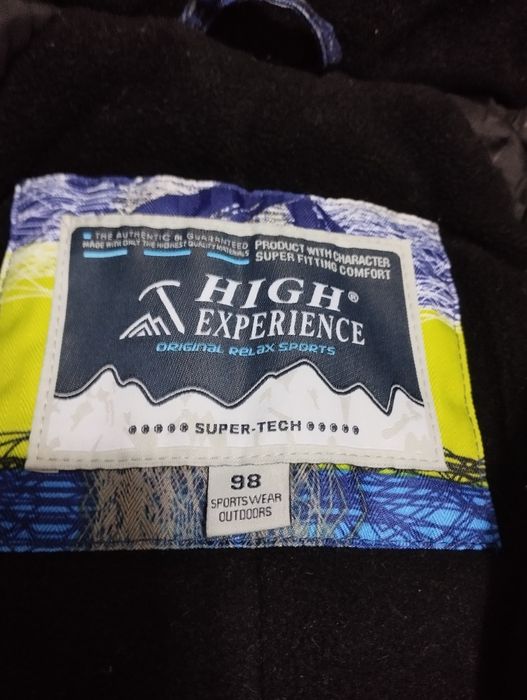 THE AUTHENTIC IS GUARANTEED
MADE WITH ONLY THE HIGHEST QUALITY MATERIALS
PRODUCT WITH CHARACTER
SUPER FITTING COMFORT
HIGH®
EXPERIENCE
ORIGINAL RELAX SPORTS
SUPER-TECH
98
SPORTSWEAR
OUTDOORS